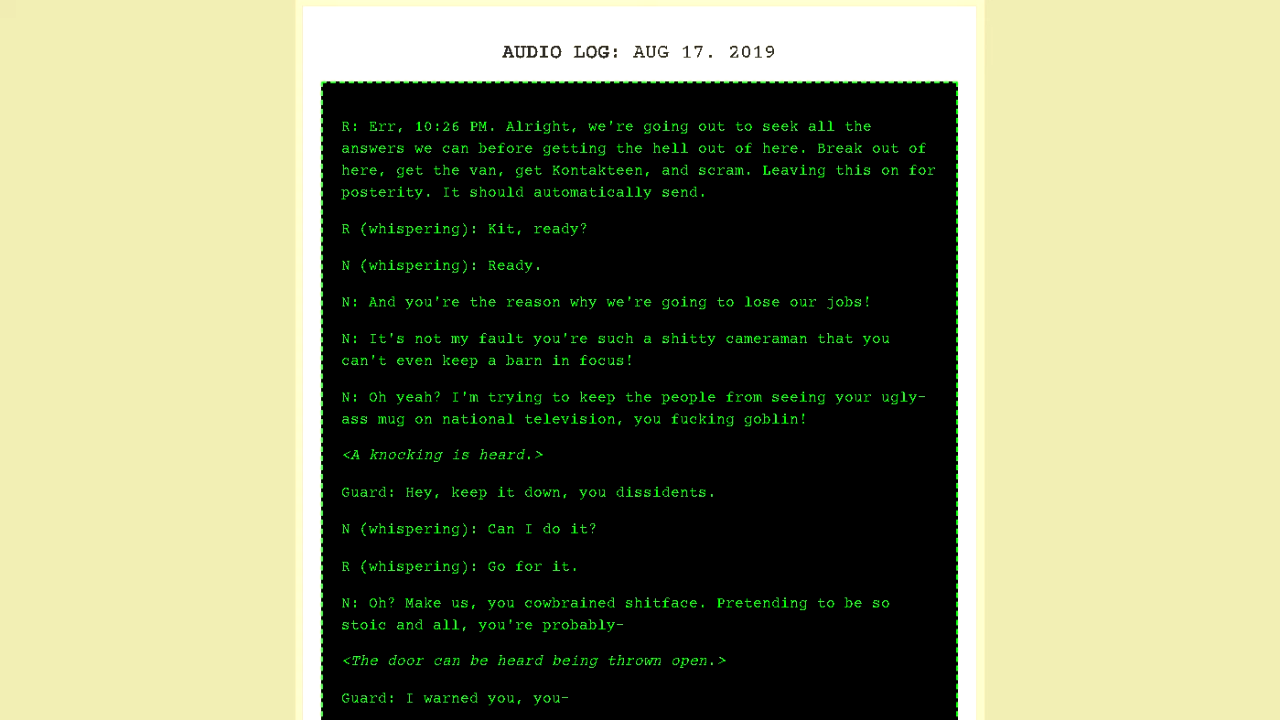 AUDIO LOG: AUG 17. 2019
R: Err, 10:26 PM. Alright, we're going out to seek all the
answers we can before getting the hell out of here. Break out of
here, get the van, get Kontakteen, and scram. Leaving this on for
posterity. It should automatically send.
R (whispering): Kit, ready?
N (whispering): Ready.
N: And you're the reason why we're going to lose our jobs!
N: It's not my fault you're such a shitty cameraman that you
can't even keep a barn in focus!
N: Oh yeah? I'm trying to keep the people from seeing your ugly-
ass mug on national television, you fucking goblin!
<A knocking is heard.>
Guard: Hey, keep it down, you dissidents.
N (whispering): Can I do it?
R (whispering): Go for it.
N: Oh? Make us, you cowbrained shitface. Pretending to be so
stoic and all, you're probably-
<The door can be heard being thrown open.>
Guard: I warned you, you-